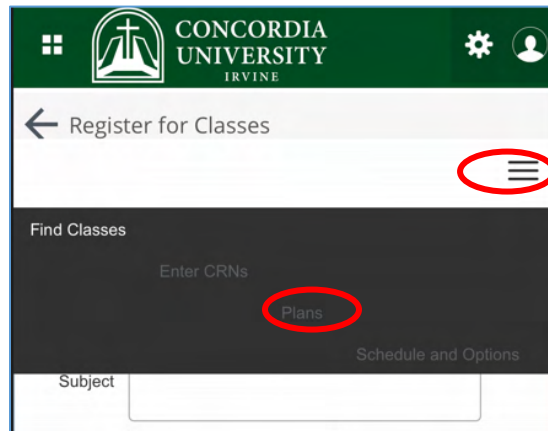 CONCORDIA
UNIVERSITY
IRVINE
Register for Classes
Find Classes
Enter CRNs
Plans
Schedule and Options
Subject